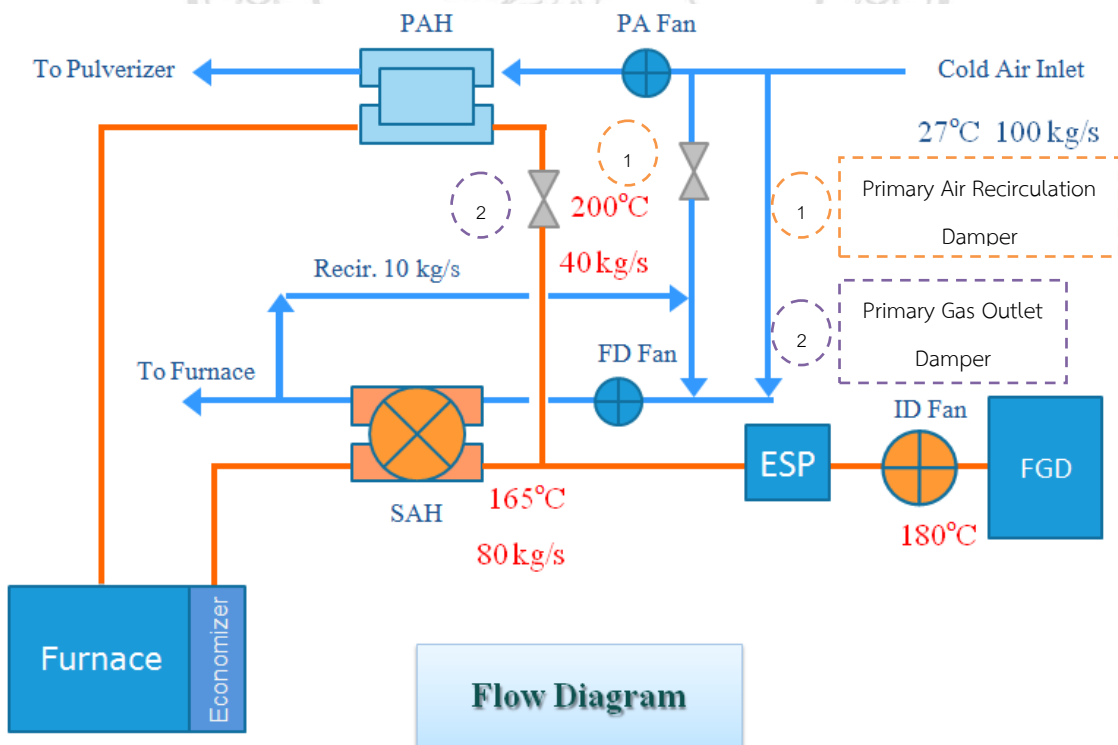 PAH
PA Fan
To Pulverizer
Cold Air Inlet
27°C 100 kg/s
1
2
200°C
40 kg/s
1
Primary Air Recirculation
Damper
Recir. 10 kg/s
2
Primary Gas Outlet
Damper
To Furnace
FD Fan
ID Fan
ESP
FGD
SAH
165°C
80 kg/s
180°C
Furnace
Economizer
Flow Diagram